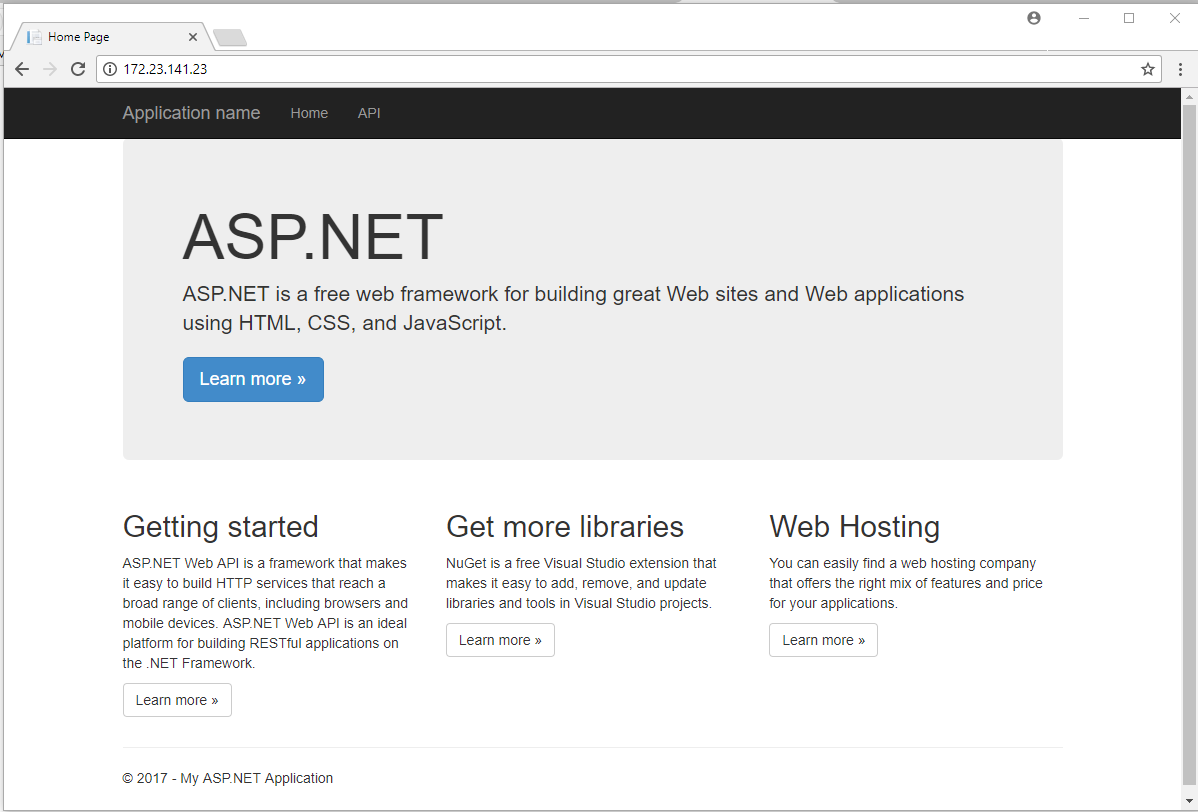 Home Page
172.23.141.23
Application name Home API
ASP.NET
ASP.NET is a free web framework for building great Web sites and Web applications
using HTML, CSS, and JavaScript.
Learn more »
Getting started
ASP.NET Web API is a framework that makes
it easy to build HTTP services that reach a
broad range of clients, including browsers and
mobile devices. ASP.NET Web API is an ideal
platform for building RESTful applications on
the .NET Framework.
Learn more »
Get more libraries
NuGet is a free Visual Studio extension that
makes it easy to add, remove, and update
libraries and tools in Visual Studio projects.
Learn more »
Web Hosting
You can easily find a web hosting company
that offers the right mix of features and price
for your applications.
Learn more »
© 2017 - My ASP.NET Application